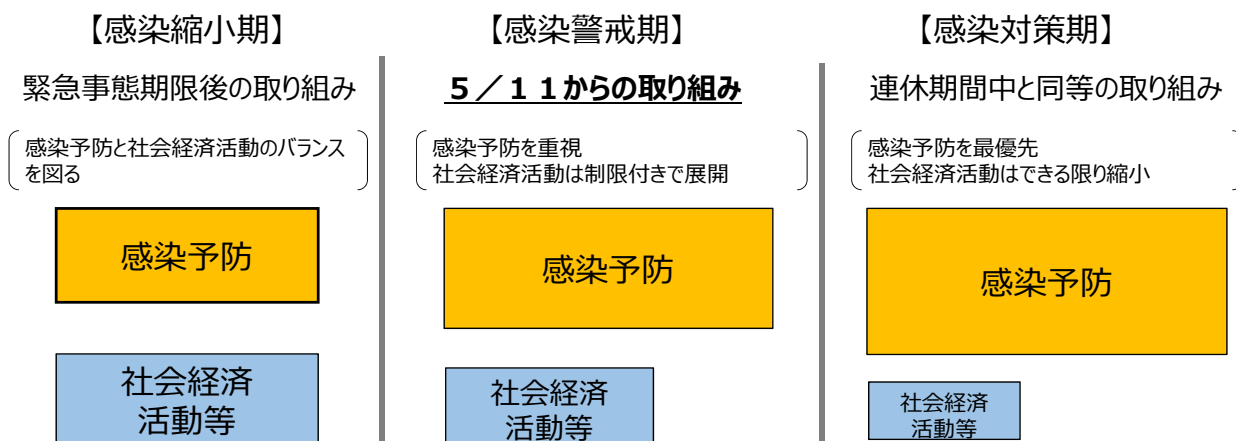 【感染縮小期】
緊急事態期限後の取り組み
感染予防と社会経済活動のバランス
を図る
感染予防
社会経済
活動等
【感染警戒期】
5/11からの取り組み
感染予防を重視
社会経済活動は制限付きで展開
感染予防
社会経済
活動等
【感染対策期】
連休期間中と同等の取り組み
感染予防を最優先
社会経済活動はできる限り縮小
感染予防
社会経済
活動等